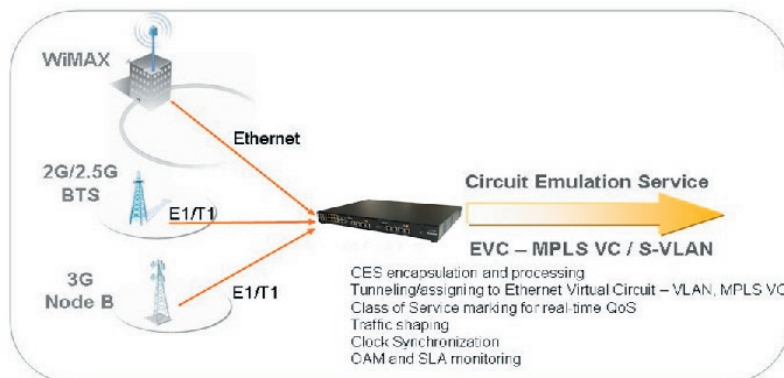 WiMAX
Ethernet
2G/2.5G
BTS
E1/T1
3G
Node B
E1/T1
Circuit Emulation Service
EVC – MPLS VC / S-VLAN
CES encapsulation and processing
Tunneling/assigning to Ethernet Virtual Circuit – VLAN, MPLS VC
Class of Service marking for real-time QoS
Traffic shaping
Clock Synchronization
OAM and SLA monitoring